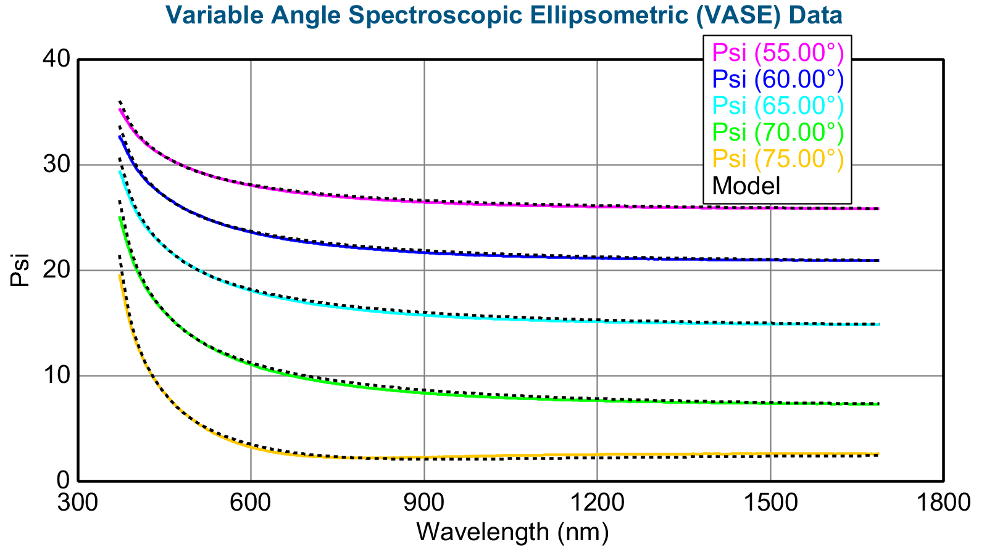 Variable Angle Spectroscopic Ellipsometric (VASE) Data
Psi (55.00°)
Psi (60.00°)
Psi (65.00°)
Psi (70.00°)
Psi (75.00°)
Model
40
30
20
10
0
Psi
300 600 900 1200 1500 1800
Wavelength (nm)